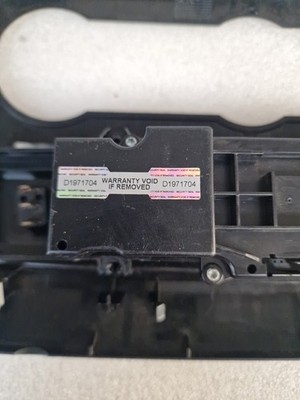 D1971704 WARRANTY VOID D1971704
IF REMOVED